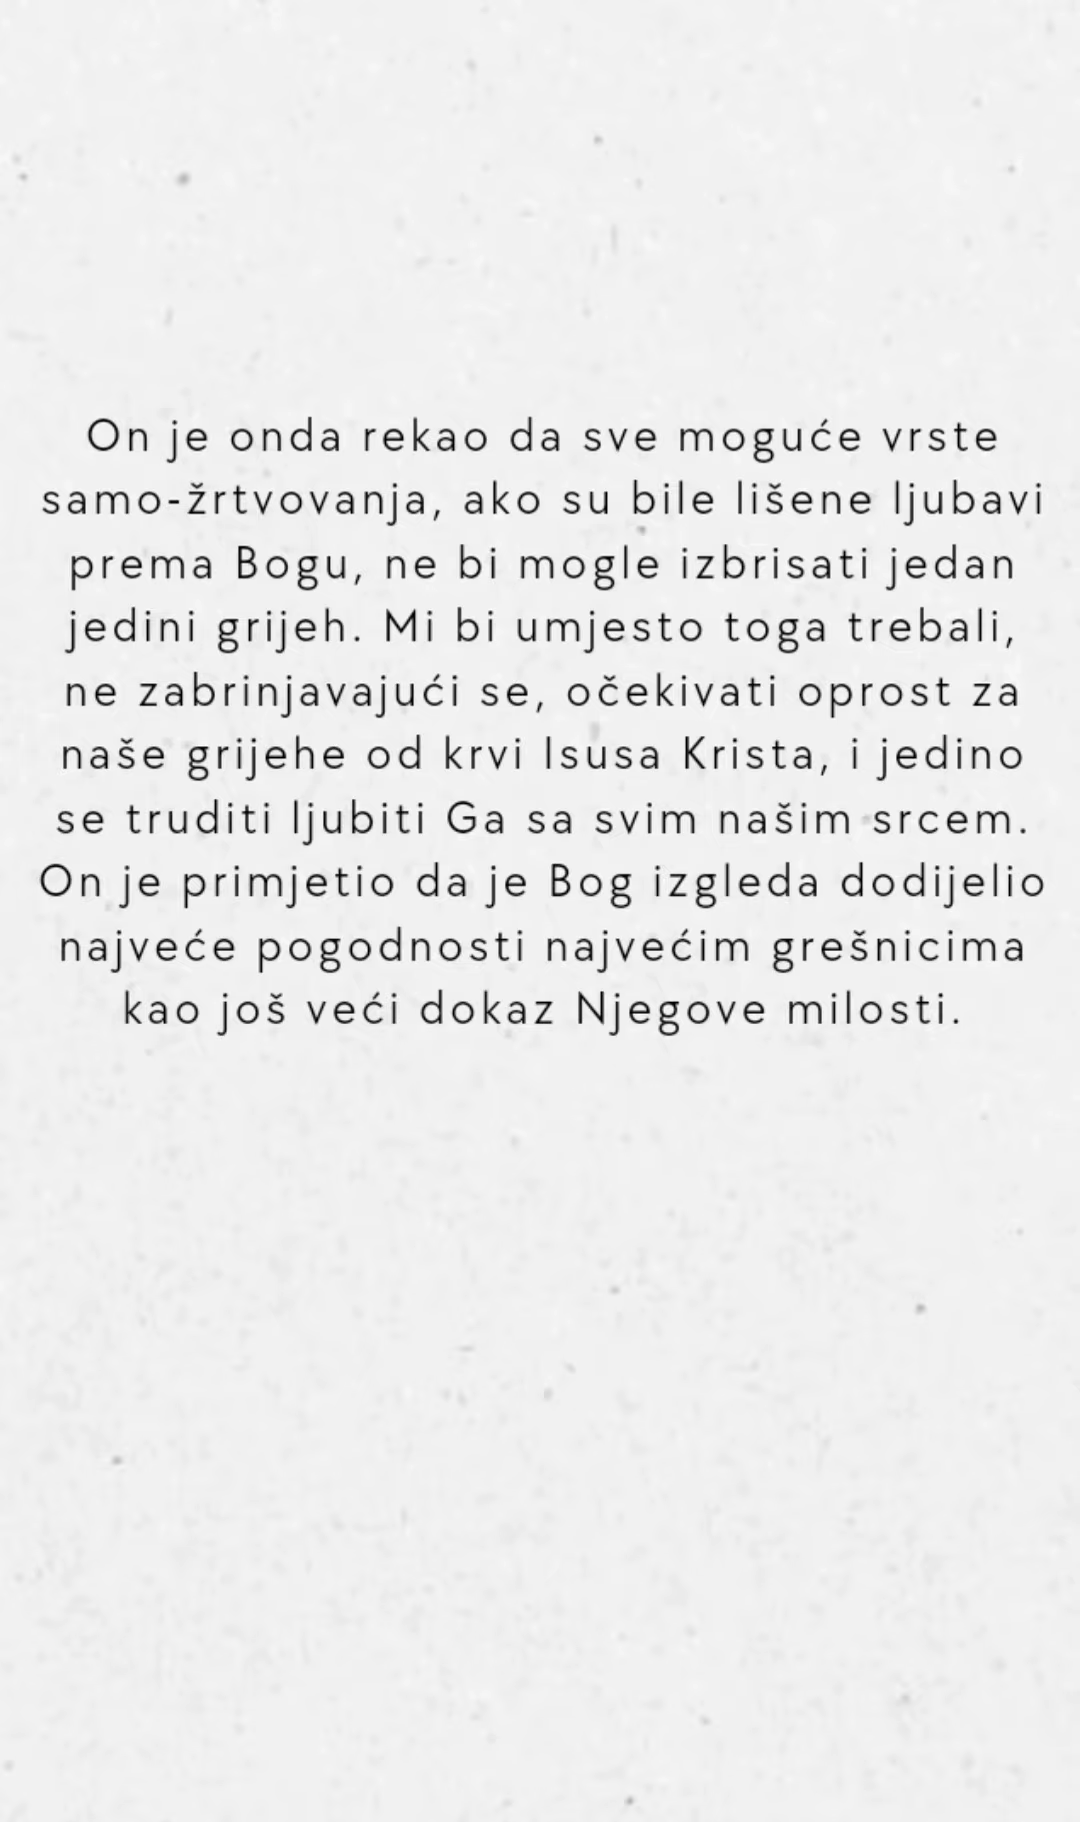 On je onda rekao da sve moguće vrste
samo-žrtvovanja, ako su bile lišene ljubavi
prema Bogu, ne bi mogle izbrisati jedan
jedini grijeh. Mi bi umjesto toga trebali,
ne zabrinjavajući se, očekivati oprost za
naše grijehe od krvi Isusa Krista, i jedino
se truditi ljubiti Ga sa svim našim srcem.
On je primjetio da je Bog izgleda dodijelio
najveće pogodnosti najvećim grešnicima
kao još veći dokaz Njegove milosti.